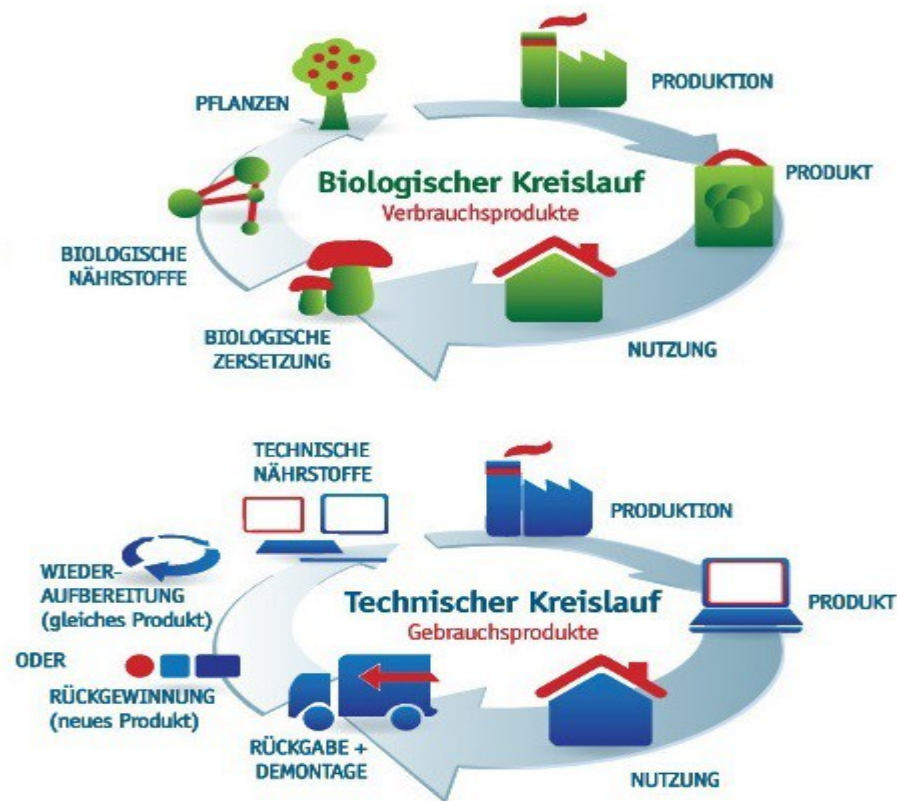 PFLANZEN
PRODUKTION
PRODUKT
Biologischer Kreislauf
Verbrauchsprodukte
BIOLOGISCHE
NÄHRSTOFFE
BIOLOGISCHE
ZERSETZUNG
NUTZUNG
TECHNISCHE
NÄHRSTOFFE
PRODUKTION
WIEDER-
AUFBEREITUNG
(gleiches Produkt)
Technischer Kreislauf
Gebrauchsprodukte
PRODUKT
ODER
RÜCKGEWINNUNG
(neues Produkt)
RÜCKGABE +
DEMONTAGE
NUTZUNG